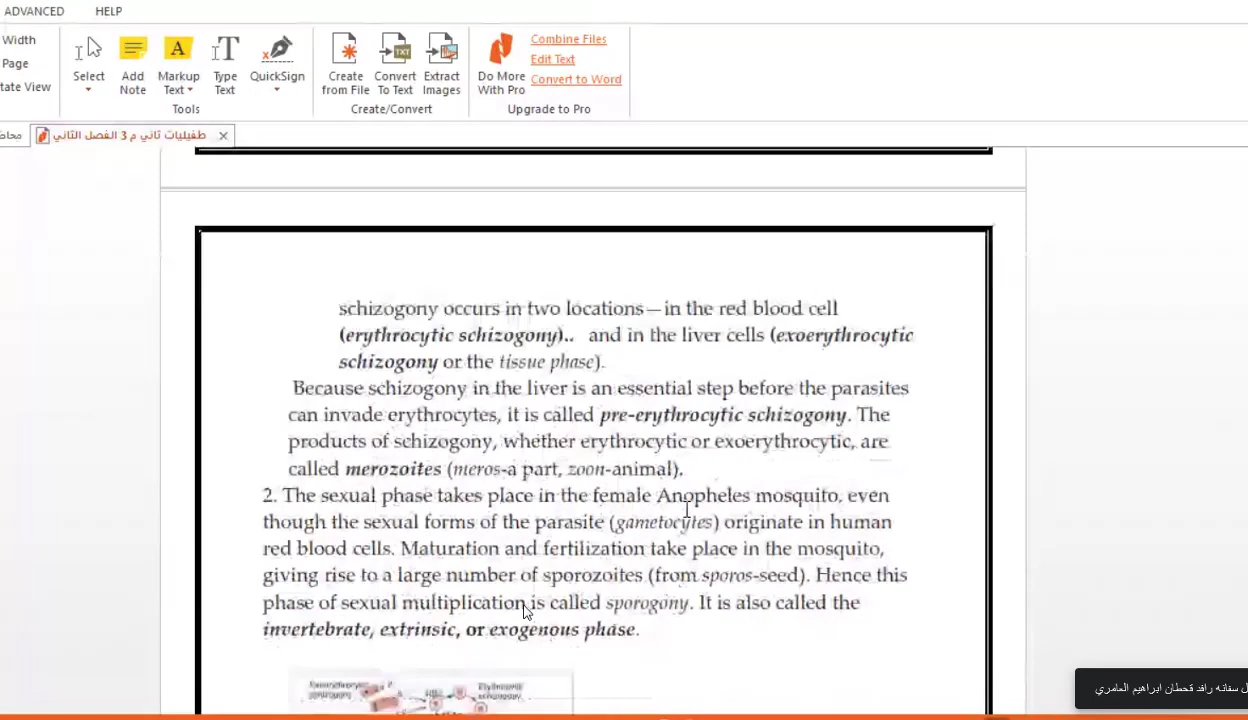 ADVANCED HELP
Width
Page
tate View
Select
Add Note
Markup Text
Type Text
QuickSign
Tools
Create from File
Convert To Text
Extract Images
Create/Convert
Do More With Pro
Combine Files
Edit Text
Convert to Word
Upgrade to Pro
طفيليات ثاني م 3 الفصل الثاني
schizogony occurs in two locations—in the red blood cell
(erythrocytic schizogony).. and in the liver cells (exoerythrocytic
schizogony or the tissue phase).
Because schizogony in the liver is an essential step before the parasites
can invade erythrocytes, it is called pre-erythrocytic schizogony. The
products of schizogony, whether erythrocytic or exoerythrocytic, are
called merozoites (meros-a part, zoon-animal).
2. The sexual phase takes place in the female Anopheles mosquito, even
though the sexual forms of the parasite (gametocytes) originate in human
red blood cells. Maturation and fertilization take place in the mosquito,
giving rise to a large number of sporozoites (from sporos-seed). Hence this
phase of sexual multiplication is called sporogony. It is also called the
invertebrate, extrinsic, or exogenous phase.
سفانه رافد قحطان ابراهيم العامري